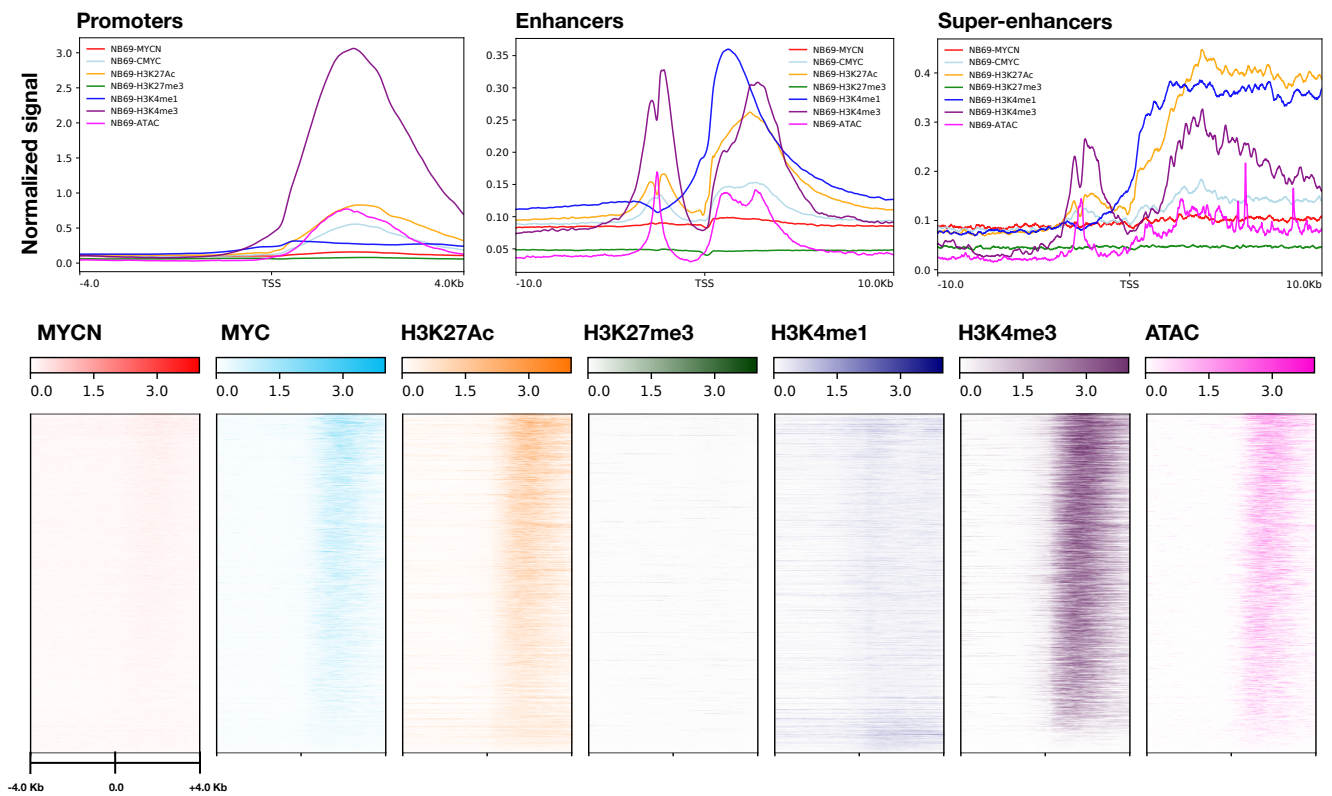 Promoters
Enhancers
Super-enhancers
Normalized signal
3.0
2.5
2.0
1.5
1.0
0.5
0.0
NB69-MYCN
NB69-CMYC
NB69-H3K27Ac
NB69-H3K27me3
NB69-H3K4me1
NB69-H3K4me3
NB69-ATAC
-4.0 TSS 4.0Kb
0.35
0.30
0.25
0.20
0.15
0.10
0.05
NB69-MYCN
NB69-CMYC
NB69-H3K27Ac
NB69-H3K27me3
NB69-H3K4me1
NB69-H3K4me3
NB69-ATAC
-10.0 TSS 10.0Kb
0.4
0.3
0.2
0.1
0.0
NB69-MYCN
NB69-CMYC
NB69-H3K27Ac
NB69-H3K27me3
NB69-H3K4me1
NB69-H3K4me3
NB69-ATAC
-10.0 TSS 10.0Kb
MYCN MYC H3K27Ac H3K27me3 H3K4me1 H3K4me3 ATAC
0.0 1.5 3.0 0.0 1.5 3.0 0.0 1.5 3.0 0.0 1.5 3.0 0.0 1.5 3.0 0.0 1.5 3.0 0.0 1.5 3.0
-4.0 Kb 0.0 +4.0 Kb